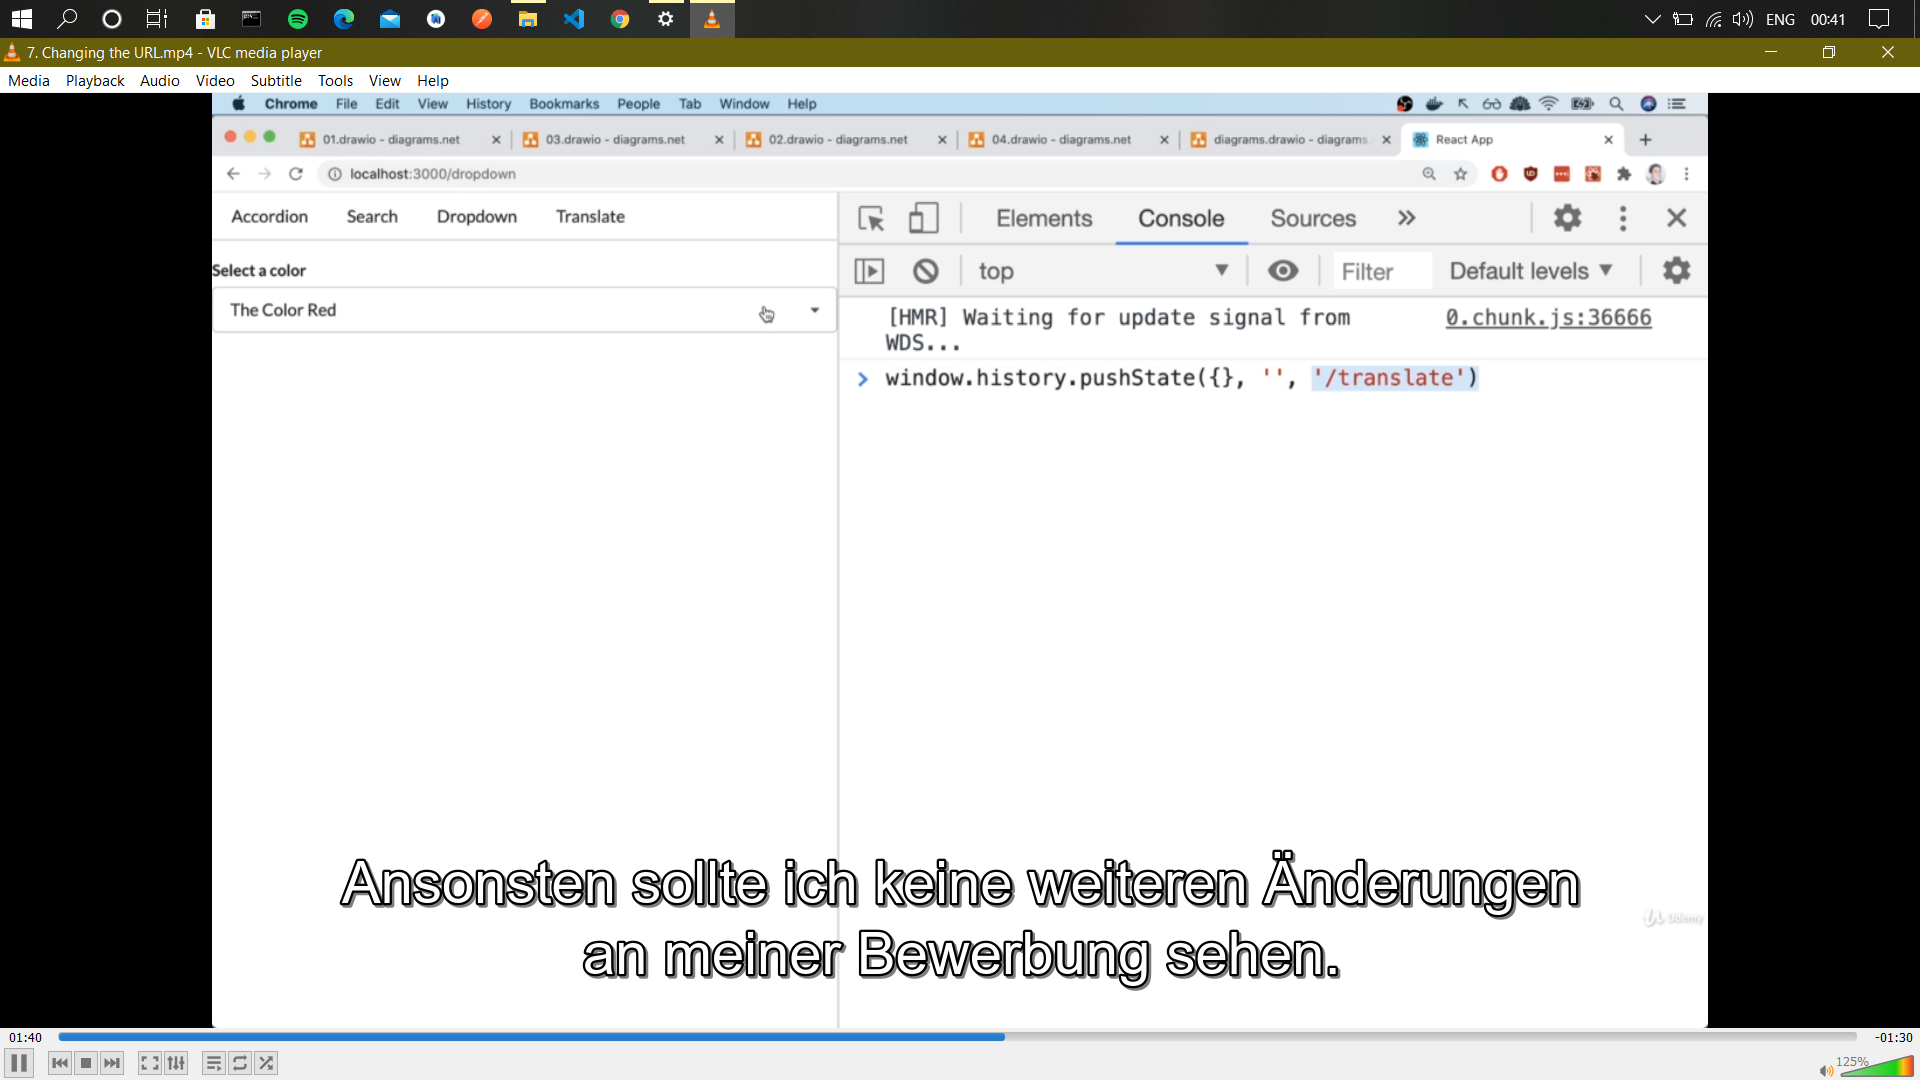 ENG 00:41
7. Changing the URL.mp4 - VLC media player
Media Playback Audio Video Subtitle Tools View Help
Chrome File Edit View History Bookmarks People Tab Window Help
01.drawio - diagrams.net 03.drawio - diagrams.net 02.drawio - diagrams.net 04.drawio - diagrams.net diagrams.drawio - diagrams. React App
localhost:3000/dropdown
Accordion Search Dropdown Translate
Elements Console Sources
top Filter Default levels
Select a color
The Color Red
[HMR] Waiting for update signal from 0.chunk.js:36666
WDS...
> window.history.pushState({}, '', '/translate')
Ansonsten sollte ich keine weiteren Änderungen
an meiner Bewerbung sehen.
Udemy
01:40 -01:30
125%